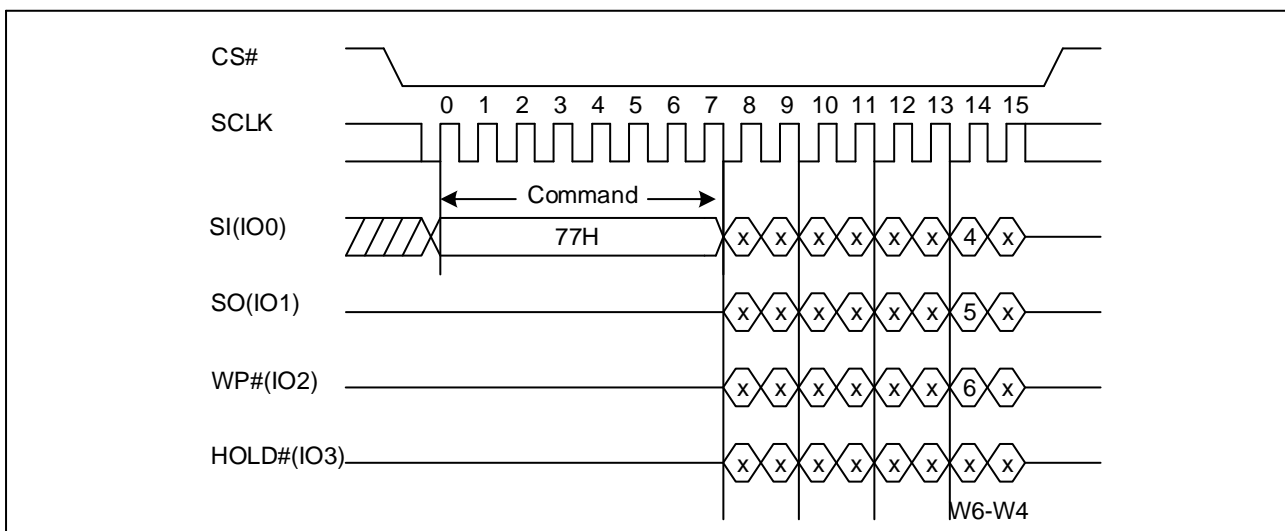 CS#
0 1 2 3 4 5 6 7 8 9 10 11 12 13 14 15
SCLK
Command
SI(IO0)
77H
x x x x x x 4 x
SO(IO1)
x x x x x x 5 x
WP#(IO2)
x x x x x x 6 x
HOLD#(IO3)
x x x x x x x x
W6-W4